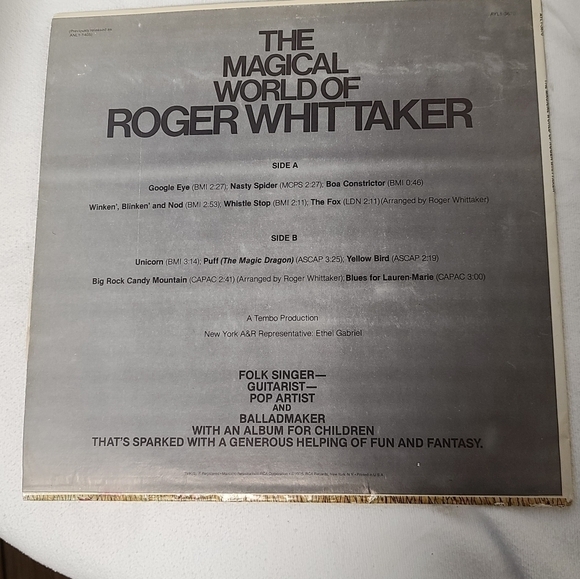 THE
MAGICAL
WORLD OF
ROGER WHITTAKER
SIDE A
Google Eye (BMI 2:27); Nasty Spider (MCPS 2:27); Boa Constrictor (BMI 0:46)
Winken', Blinken' and Nod (BMI 2:53); Whistle Stop (BMI 2:11); The Fox (LDN 2:11) (Arranged by Roger Whittaker)
SIDE B
Unicorn (BMI 3:14); Puff (The Magic Dragon) (ASCAP 3:25); Yellow Bird (ASCAP 2:19)
Big Rock Candy Mountain (CAPAC 2:41) (Arranged by Roger Whittaker); Blues for Lauren-Marie (CAPAC 3:00)
A Tembo Production
New York A&R Representative: Ethel Gabriel
FOLK SINGER—
GUITARIST—
POP ARTIST
AND
BALLADMAKER
WITH AN ALBUM FOR CHILDREN
THAT'S SPARKED WITH A GENEROUS HELPING OF FUN AND FANTASY.